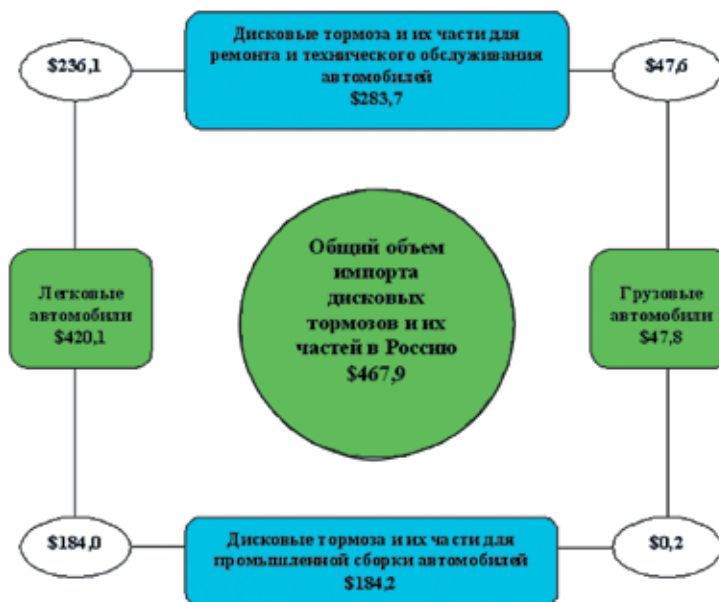 Дисковые тормоза и их части для
ремонта и технического обслуживания
автомобилей
$283,7
$236,1
$47,6
Общий объем
импорта
дисковых
тормозов и их
частей в Россию
$467,9
Легковые
автомобили
$420,1
Грузовые
автомобили
$47,8
$184,0
Дисковые тормоза и их части для
промышленной сборки автомобилей
$184,2
$0,2